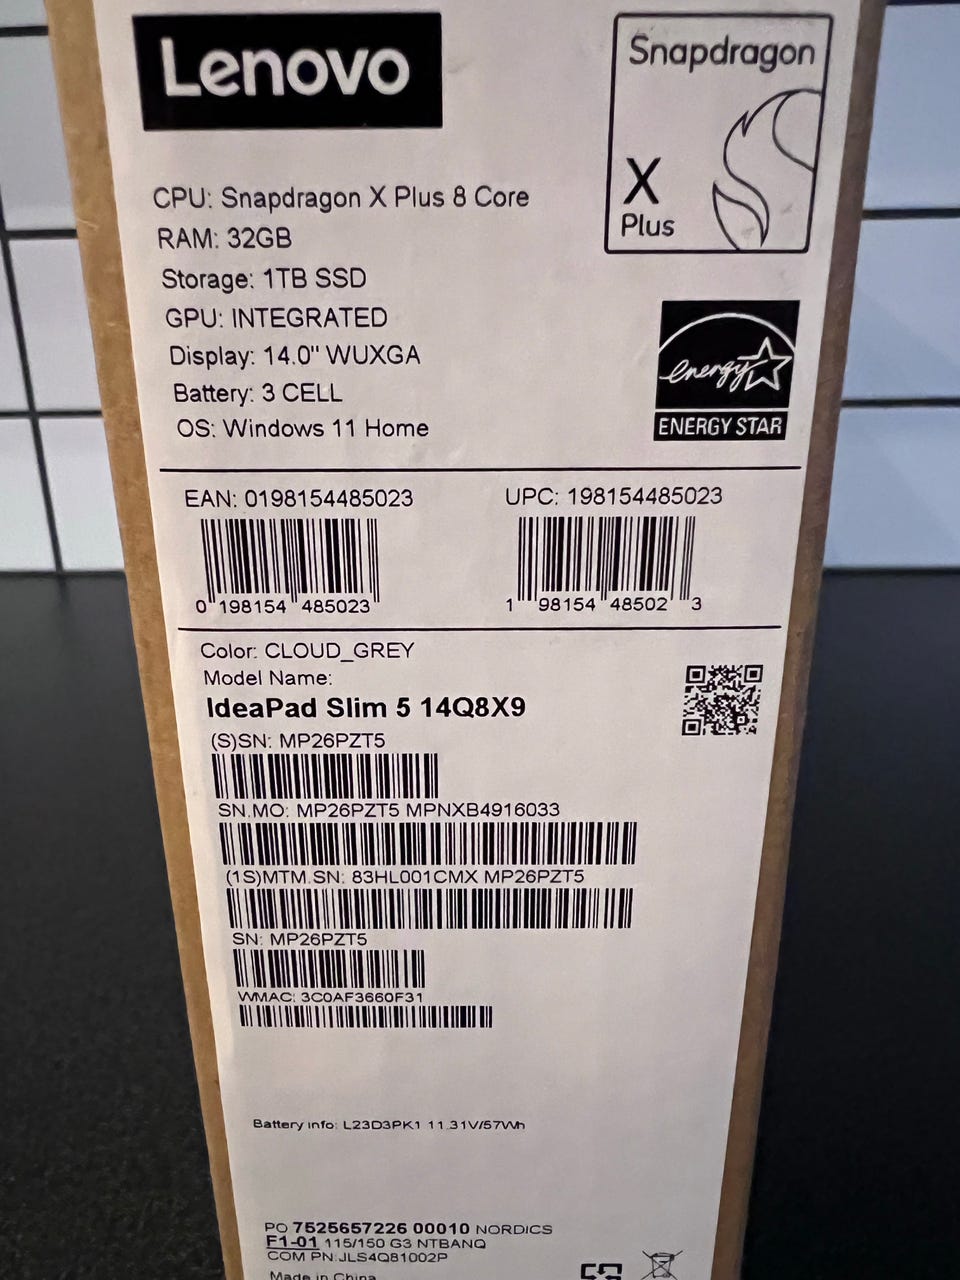 Lenovo
Snapdragon
X
Plus
CPU: Snapdragon X Plus 8 Core
RAM: 32GB
Storage: 1TB SSD
GPU: INTEGRATED
Display: 14.0" WUXGA
Battery: 3 CELL
OS: Windows 11 Home
energy
ENERGY STAR
EAN: 0198154485023
UPC: 198154485023
0 198154 485023
1 98154 48502 3
Color: CLOUD_GREY
Model Name:
IdeaPad Slim 5 14Q8X9
(S)SN: MP26PZT5
SN.MO: MP26PZT5 MPNXB4916033
(1S)MTM SN: 83HL001CMX MP26PZT5
SN: MP26PZT5
WMAC: 3C0AF3660F31
Battery info: L23D3PK1 11.31V/57Wh
PO 7525657226 00010 NORDICS
F1-01 115/150 G3 NTBANQ
COM PN:JLS4Q81002P
Made in China